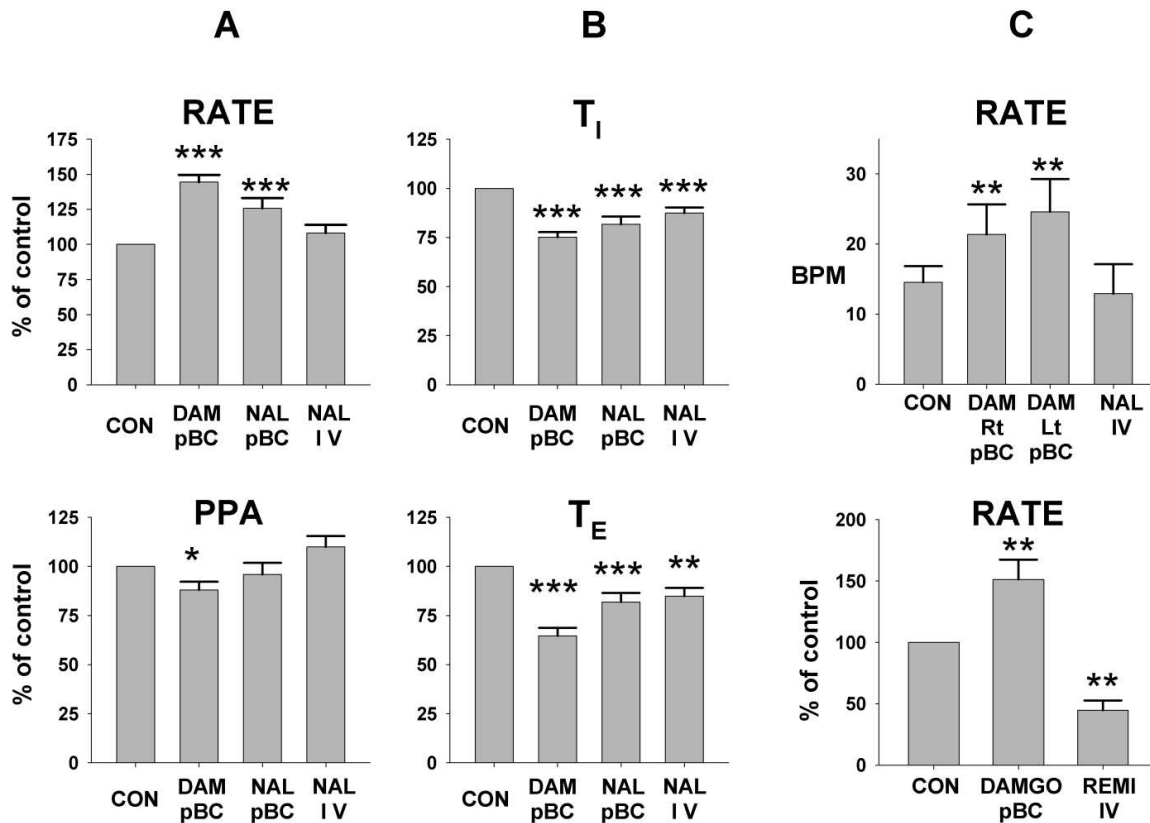 A
B
C
RATE
% of control
175
150
125
100
75
50
25
0
***
***
CON
DAM pBC
NAL pBC
NAL I V
T_I
125
100
75
50
25
0
***
***
***
CON
DAM pBC
NAL pBC
NAL I V
RATE
BPM
30
20
10
0
**
**
CON
DAM Rt pBC
DAM Lt pBC
NAL IV
PPA
% of control
125
100
75
50
25
0
*
CON
DAM pBC
NAL pBC
NAL I V
T_E
125
100
75
50
25
0
***
***
**
CON
DAM pBC
NAL pBC
NAL I V
RATE
% of control
200
150
100
50
0
**
**
CON
DAMGO pBC
REMI IV